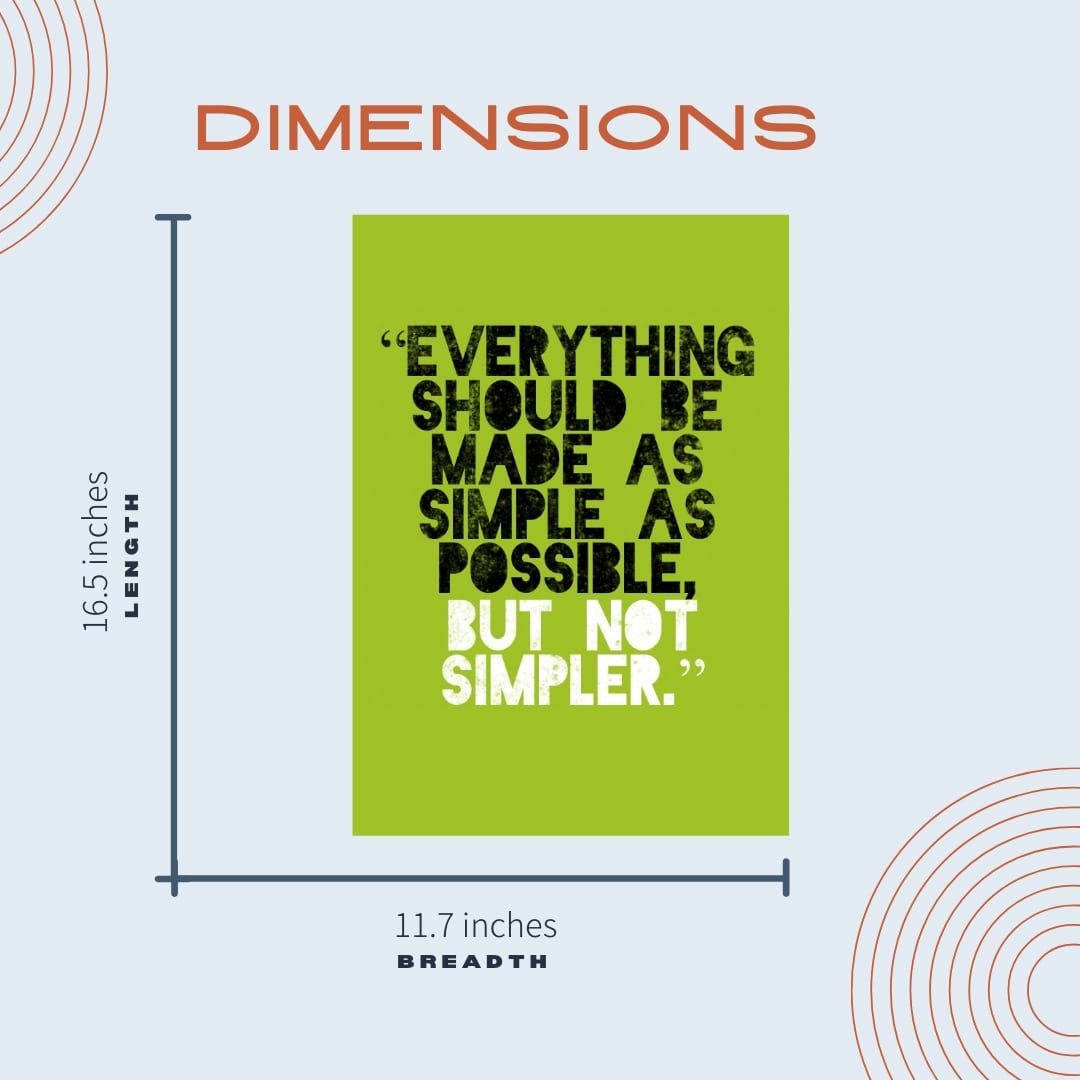 DIMENSIONS
“EVERYTHING
SHOULD BE
MADE AS
SIMPLE AS
POSSIBLE,
BUT NOT
SIMPLER.”
16.5 inches
LENGTH
11.7 inches
BREADTH